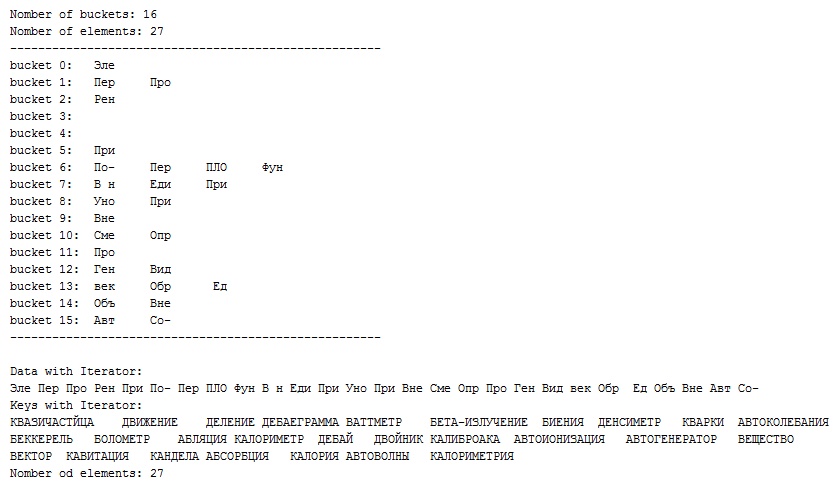 Nomber of buckets: 16
Nomber of elements: 27
-----------------------------------------------------
bucket 0: Эле
bucket 1: Пер Про
bucket 2: Рен
bucket 3:
bucket 4:
bucket 5: При
bucket 6: По- Пер ПЛО Фун
bucket 7: В н Еди При
bucket 8: Уно При
bucket 9: Вне
bucket 10: Сме Опр
bucket 11: Про
bucket 12: Ген Вид
bucket 13: век Обр Ед
bucket 14: Объ Вне
bucket 15: Авт Со-
-----------------------------------------------------
Data with Iterator:
Эле Пер Про Рен При По- Пер ПЛО Фун В н Еди При Уно При Вне Сме Опр Про Ген Вид век Обр Ед Объ Вне Авт Со-
Keys with Iterator:
КВАЗИЧАСТЙЦА ДВИЖЕНИЕ ДЕЛЕНИЕ ДЕБАЕГРАММА ВАТТМЕТР БЕТА-ИЗЛУЧЕНИЕ БИЕНИЯ ДЕНСИМЕТР КВАРКИ АВТОКОЛЕБАНИЯ
БЕККЕРЕЛЬ БОЛОМЕТР АБЛЯЦИЯ КАЛОРИМЕТР ДЕБАЙ ДВОЙНИК КАЛИБРОАКА АВТОИОНИЗАЦИЯ АВТОГЕНЕРАТОР ВЕЩЕСТВО
ВЕКТОР КАВИТАЦИЯ КАНДЕЛА АБСОРБЦИЯ КАЛОРИЯ АВТОВОЛНЫ КАЛОРИМЕТРИЯ
Nomber od elements: 27